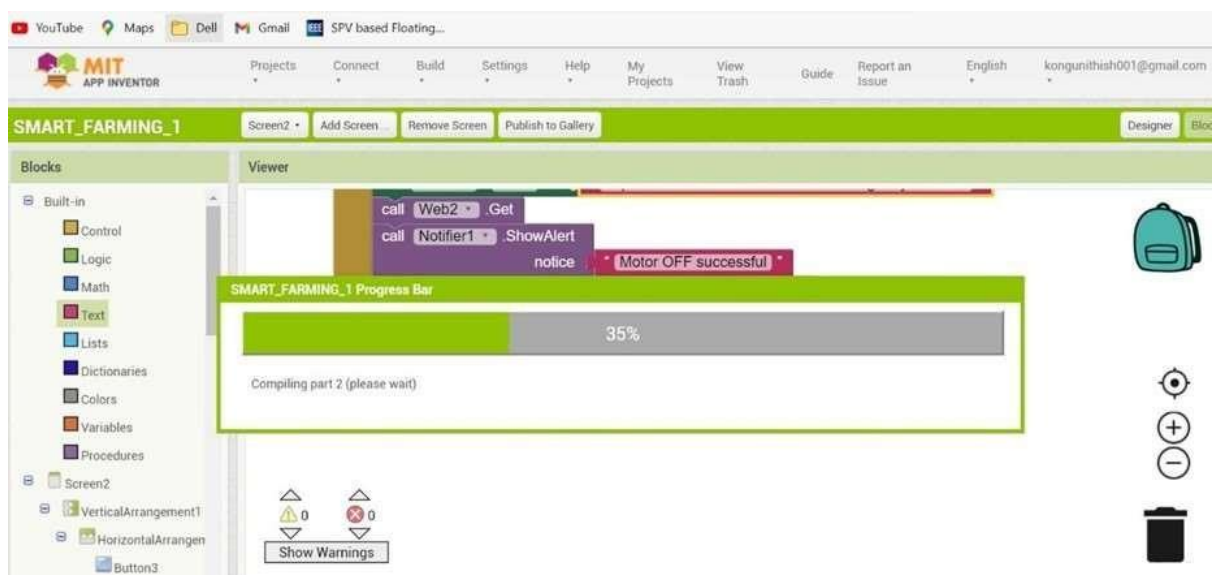 YouTube Maps Dell Gmail IEEE SPV based Floating...
MIT APP INVENTOR
Projects Connect Build Settings Help My Projects View Trash Guide Report an Issue English kongunithish001@gmail.com
SMART_FARMING_1 Screen2 Add Screen ... Remove Screen Publish to Gallery Designer Bloc
Blocks Viewer
Built-in
Control
Logic
Math
Text
Lists
Dictionaries
Colors
Variables
Procedures
Screen2
VerticalArrangement1
HorizontalArrangen
Button3
call Web2 .Get
call Notifier1 .ShowAlert
notice " Motor OFF successful "
SMART_FARMING_1 Progress Bar
35%
Compiling part 2 (please wait)
0 0
Show Warnings